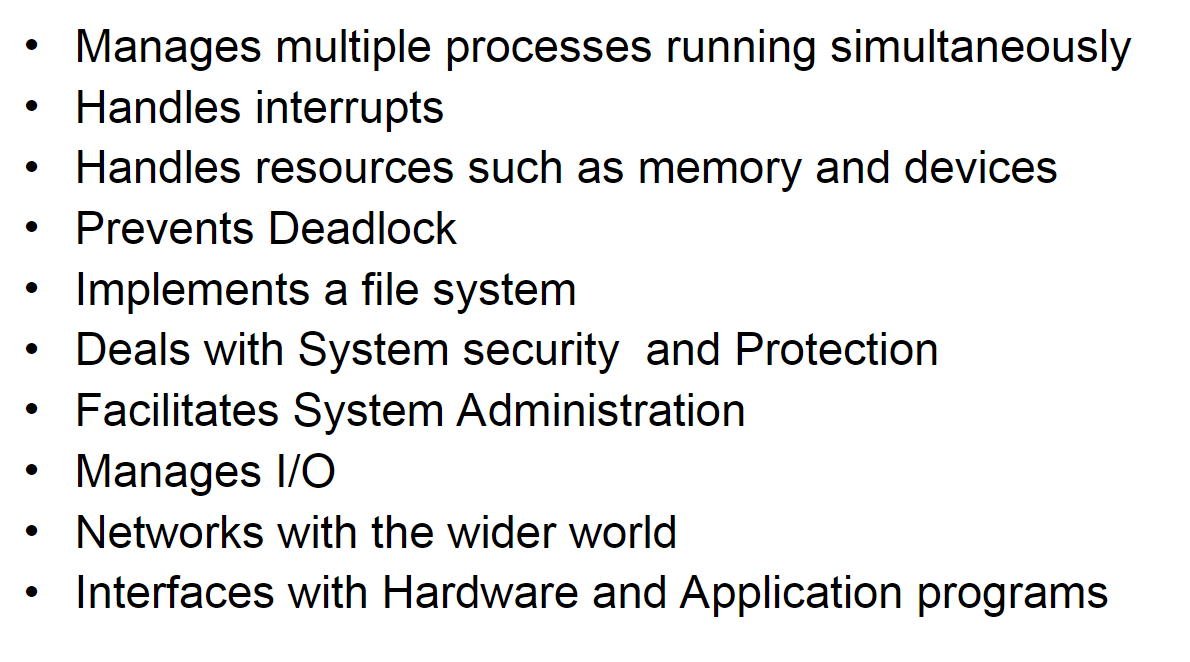 • Manages multiple processes running simultaneously
• Handles interrupts
• Handles resources such as memory and devices
• Prevents Deadlock
• Implements a file system
• Deals with System security  and Protection
• Facilitates System Administration
• Manages I/O
• Networks with the wider world
• Interfaces with Hardware and Application programs